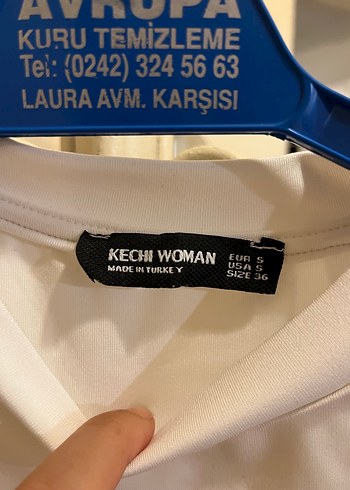 AVRUPA
KURU TEMİZLEME
Tel: (0242) 324 56 63
LAURA AVM. KARŞISI
KECHI WOMAN
MADE IN TURKEY
EUR S
USA S
SIZE 36